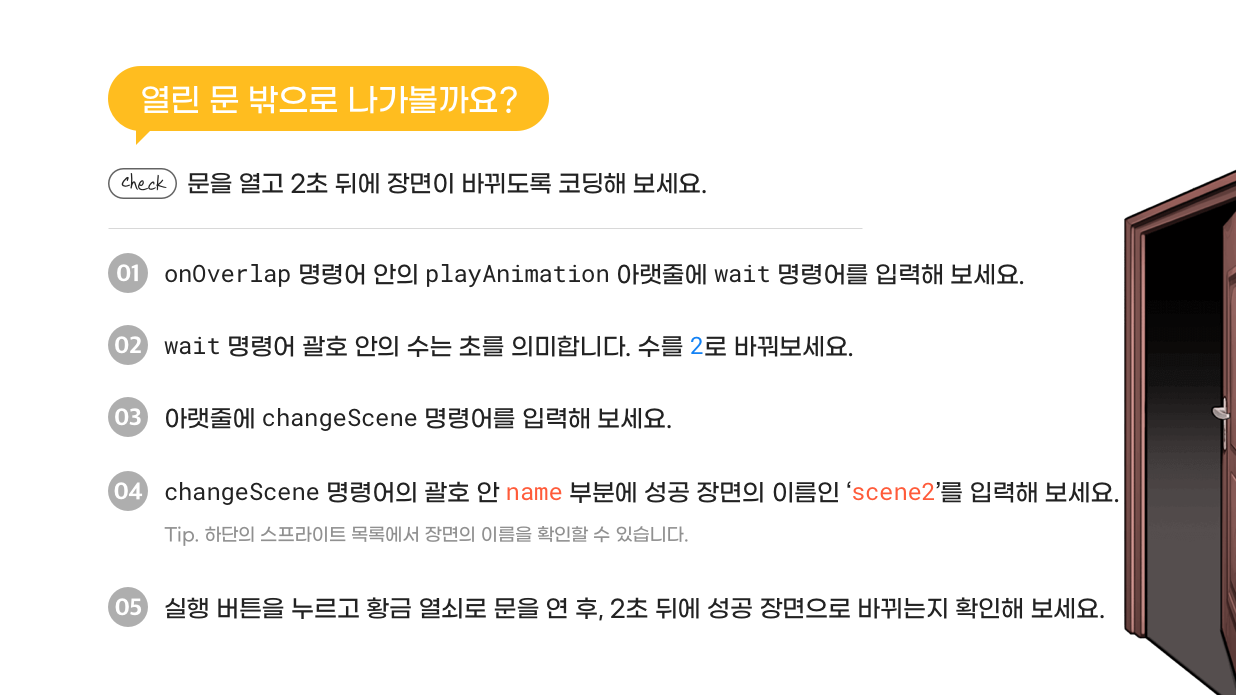 열린 문 밖으로 나가볼까요?
Check 문을 열고 2초 뒤에 장면이 바뀌도록 코딩해 보세요.
01 onOverlap 명령어 안의 playAnimation 아랫줄에 wait 명령어를 입력해 보세요.
02 wait 명령어 괄호 안의 수는 초를 의미합니다. 수를 2로 바꿔보세요.
03 아랫줄에 changeScene 명령어를 입력해 보세요.
04 changeScene 명령어의 괄호 안 name 부분에 성공 장면의 이름인 ‘scene2’를 입력해 보세요.
Tip. 하단의 스프라이트 목록에서 장면의 이름을 확인할 수 있습니다.
05 실행 버튼을 누르고 황금 열쇠로 문을 연 후, 2초 뒤에 성공 장면으로 바뀌는지 확인해 보세요.